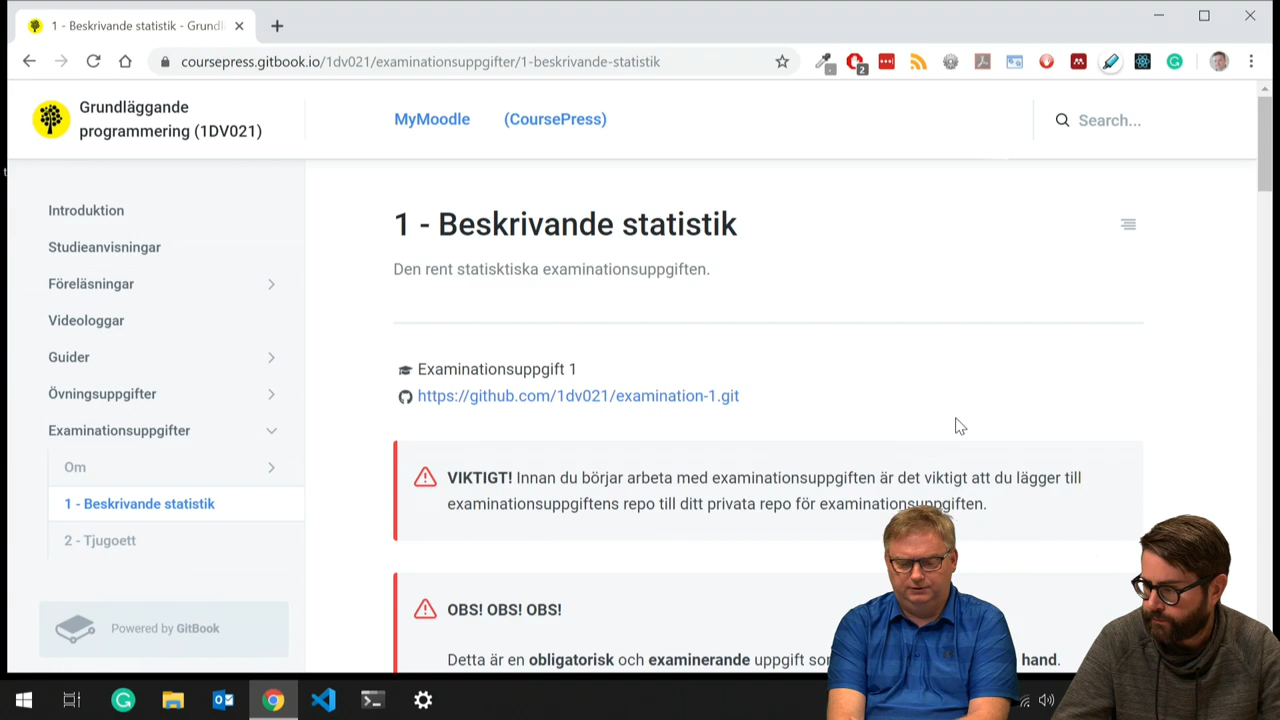 1 - Beskrivande statistik - Grundl
coursepress.gitbook.io/1dv021/examinationsuppgifter/1-beskrivande-statistik
2
Grundläggande
programmering (1DV021)
MyMoodle
(CoursePress)
Search...
Introduktion
Studieanvisningar
Föreläsningar
Videologgar
Guider
Övningsuppgifter
Examinationsuppgifter
Om
1 - Beskrivande statistik
2 - Tjugoett
Powered by GitBook
1 - Beskrivande statistik
Den rent statisktiska examinationsuppgiften.
Examinationsuppgift 1
https://github.com/1dv021/examination-1.git
VIKTIGT! Innan du börjar arbeta med examinationsuppgiften är det viktigt att du lägger till
examinationsuppgiftens repo till ditt privata repo för examinationsuppgiften.
OBS! OBS! OBS!
Detta är en obligatorisk och examinerande uppgift som hand.